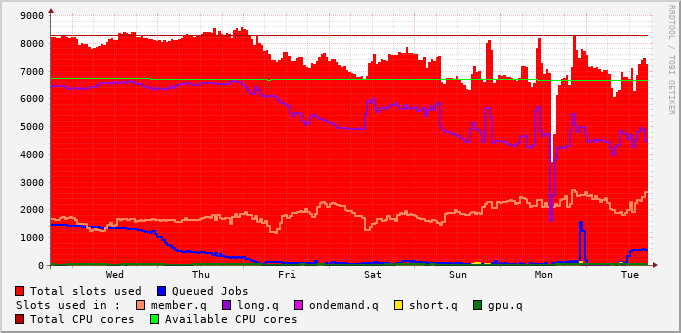 9000
8000
7000
6000
5000
4000
3000
2000
1000
0
Wed Thu Fri Sat Sun Mon Tue
RRDTOOL / TOBI OETIKER
Total slots used Queued Jobs
Slots used in : member.q long.q ondemand.q short.q gpu.q
Total CPU cores Available CPU cores